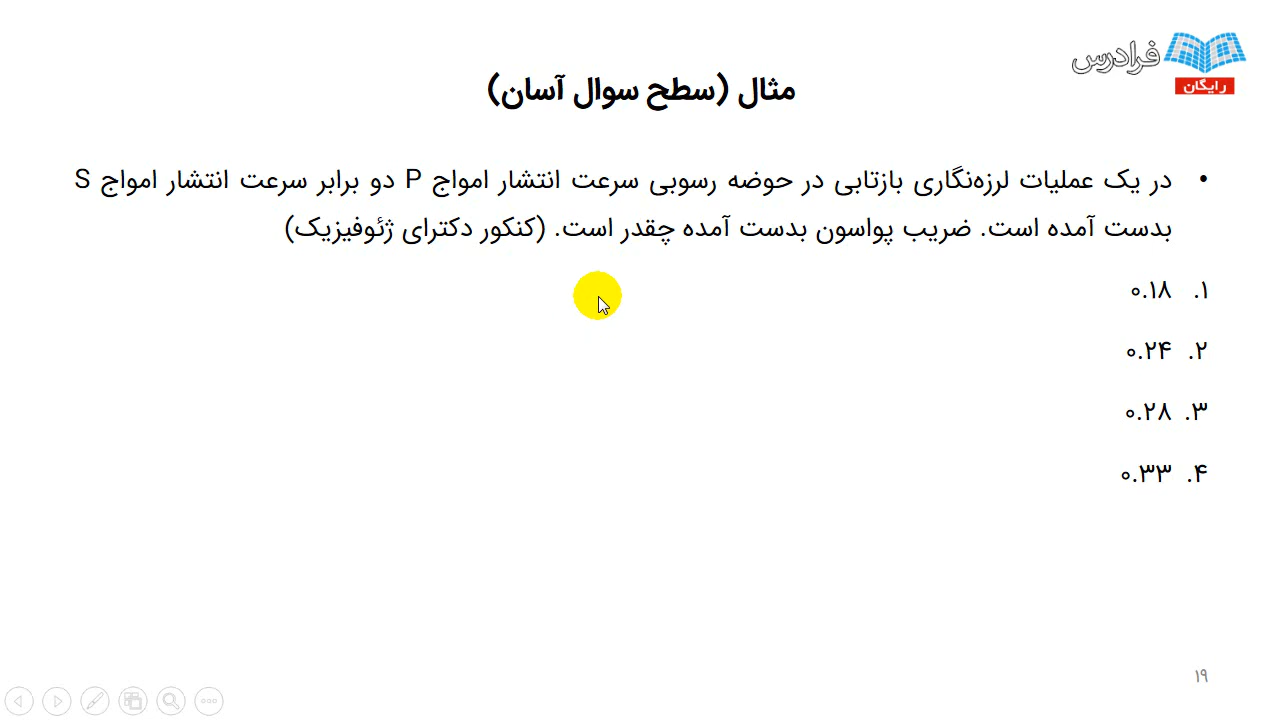 فرادرس
رایگان
مثال (سطح سوال آسان)
• در یک عملیات لرزه‌نگاری بازتابی در حوضه رسوبی سرعت انتشار امواج P دو برابر سرعت انتشار امواج S
بدست آمده است. ضریب پواسون بدست آمده چقدر است. (کنکور دکترای ژئوفیزیک)
۱. ۰.۱۸
۲. ۰.۲۴
۳. ۰.۲۸
۴. ۰.۳۳
۱۹